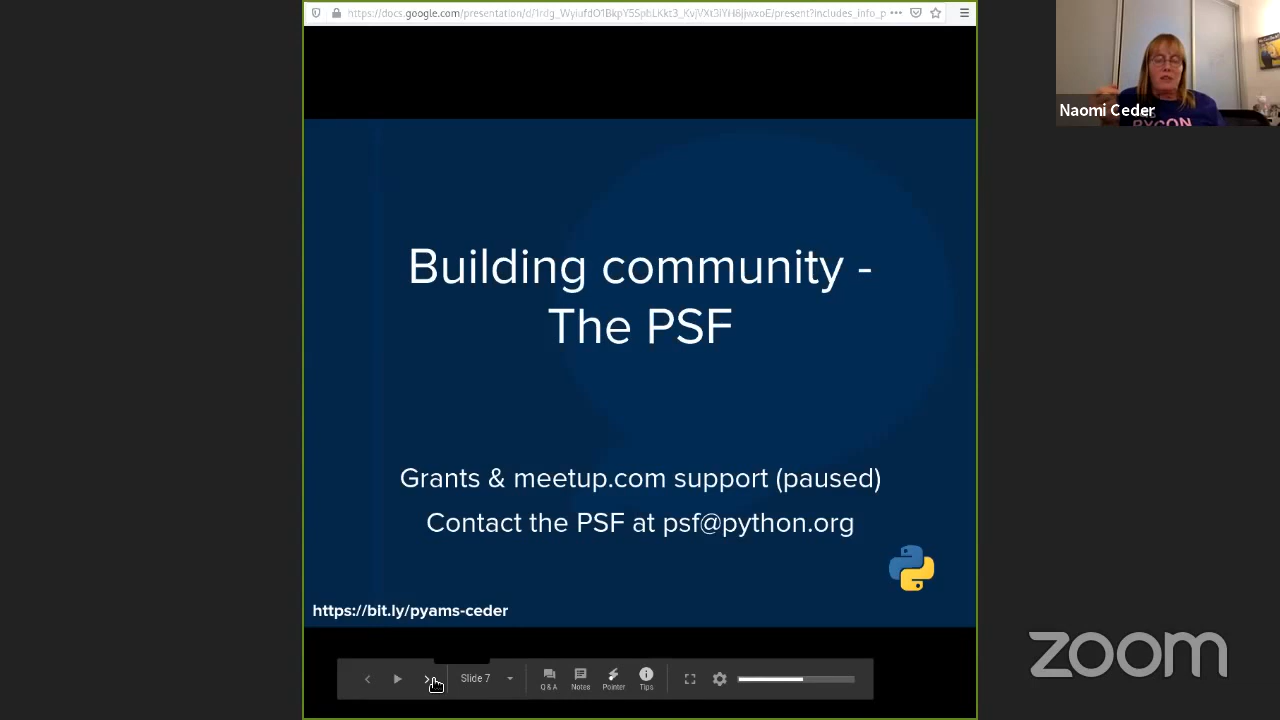 Naomi Ceder
PYCON
Building community -
The PSF
Grants & meetup.com support (paused)
Contact the PSF at psf@python.org
https://bit.ly/pyams-ceder
Slide 7
Q & A
Notes
Pointer
Tips
zoom